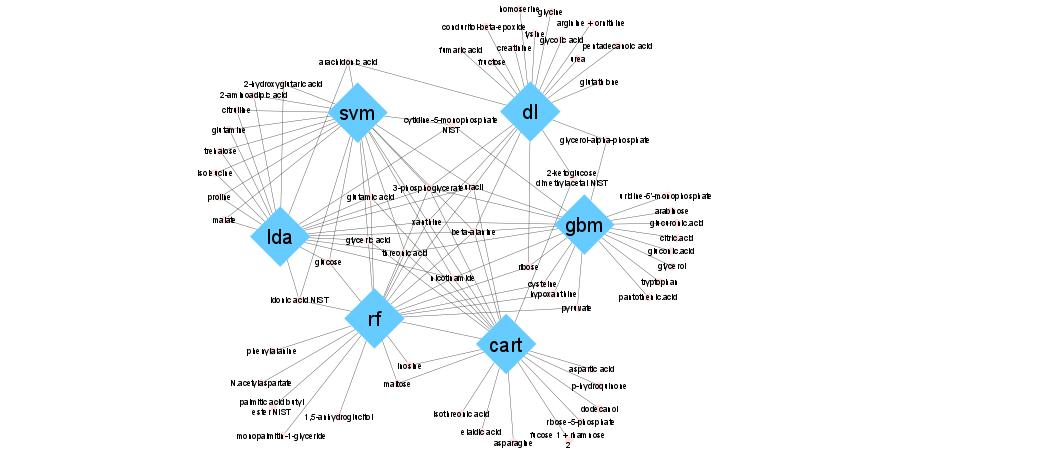 homoserine
glycine
arginine + ornithine
conduritol-beta-epoxide
lysine
glycolic acid
pentadecanoic acid
fumaric acid
creatinine
fructose
urea
arachidonic acid
glutathione
2-hydroxyglutaric acid
2-aminoadipic acid
citrulline
svm
dl
cytidine-5-monophosphate
NIST
glutamine
glycerol-alpha-phosphate
trehalose
isoleucine
2-ketoglucose
dimethylacetal NIST
3-phosphoglycerate
uracil
proline
glutamic acid
uridine-6'-monophosphate
arabinose
malate
xanthine
gbm
glucuronic acid
beta-alanine
lda
glyceric acid
citric acid
threonic acid
gluconic acid
glucose
ribose
glycerol
nicotinamide
cysteine
tryptophan
hypoxanthine
pantothenic acid
idonic acid NIST
pyruvate
rf
cart
phenylalanine
inosine
aspartic acid
N.acetylaspartate
maltose
p-hydroquinone
palmitic acid butyl
ester NIST
1,5-anhydroglucitol
isothreonic acid
dodecanol
ribose-5-phosphate
monopalmitin-1-glyceride
elaidic acid
fucose 1 + rhamnose
2
asparagine